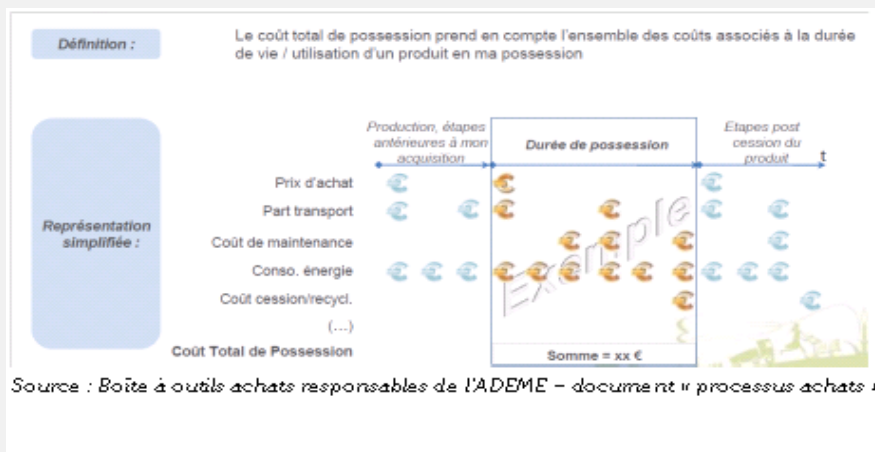 Définition :
Le coût total de possession prend en compte l'ensemble des coûts associés à la durée
de vie / utilisation d'un produit en ma possession
Production, étapes
antérieures à mon
acquisition
Durée de possession
Etapes post
cession du
produit
t
Représentation
simplifiée :
Prix d'achat
Part transport
Coût de maintenance
Conso. énergie
Coût cession/recycl.
(...)
Coût Total de Possession
Exemple
Somme = xx €
Source : Boîte à outils achats responsables de l'ADEME – document « processus achats »